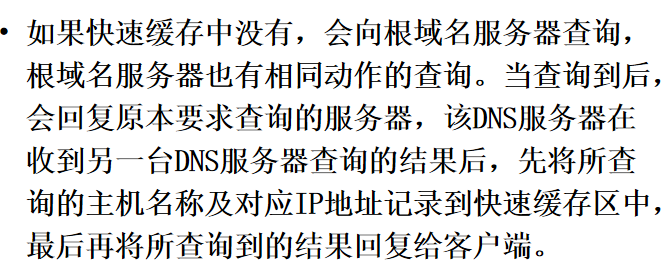 • 如果快速缓存中没有，会向根域名服务器查询，
根域名服务器也有相同动作的查询。当查询到后，
会回复原本要求查询的服务器，该DNS服务器在
收到另一台DNS服务器查询的结果后，先将所查
询的主机名称及对应IP地址记录到快速缓存区中，
最后再将所查询到的结果回复给客户端。